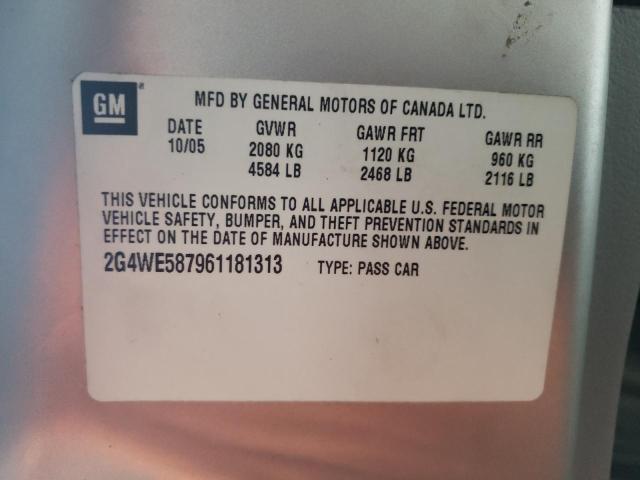 GM
MFD BY GENERAL MOTORS OF CANADA LTD.
DATE GVWR GAWR FRT GAWR RR
10/05 2080 KG 1120 KG 960 KG
4584 LB 2468 LB 2116 LB
THIS VEHICLE CONFORMS TO ALL APPLICABLE U.S. FEDERAL MOTOR
VEHICLE SAFETY, BUMPER, AND THEFT PREVENTION STANDARDS IN
EFFECT ON THE DATE OF MANUFACTURE SHOWN ABOVE.
2G4WE587961181313 TYPE: PASS CAR